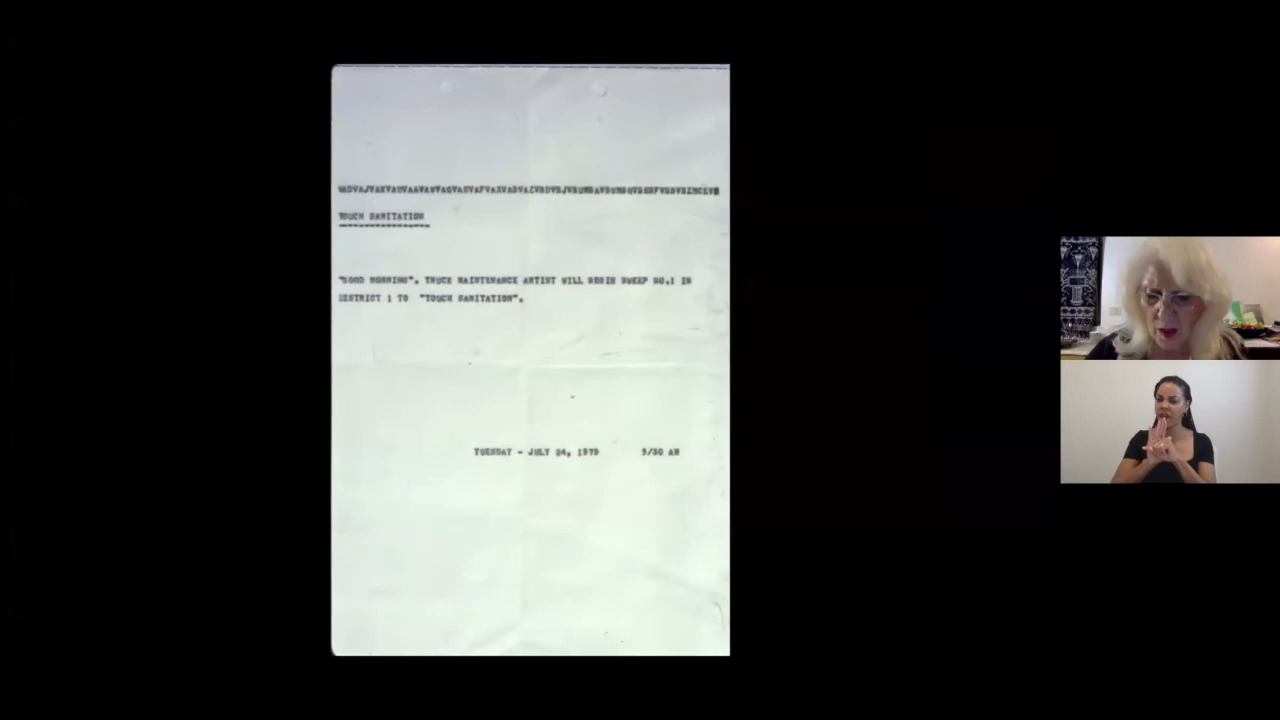 TOUCH SANITATION
"GOOD MORNING". TRUCK MAINTENANCE ARTIST WILL BEGIN SWEEP NO.1 IN
DISTRICT 1 TO "TOUCH SANITATION".
TUESDAY - JULY 24, 1979 AM